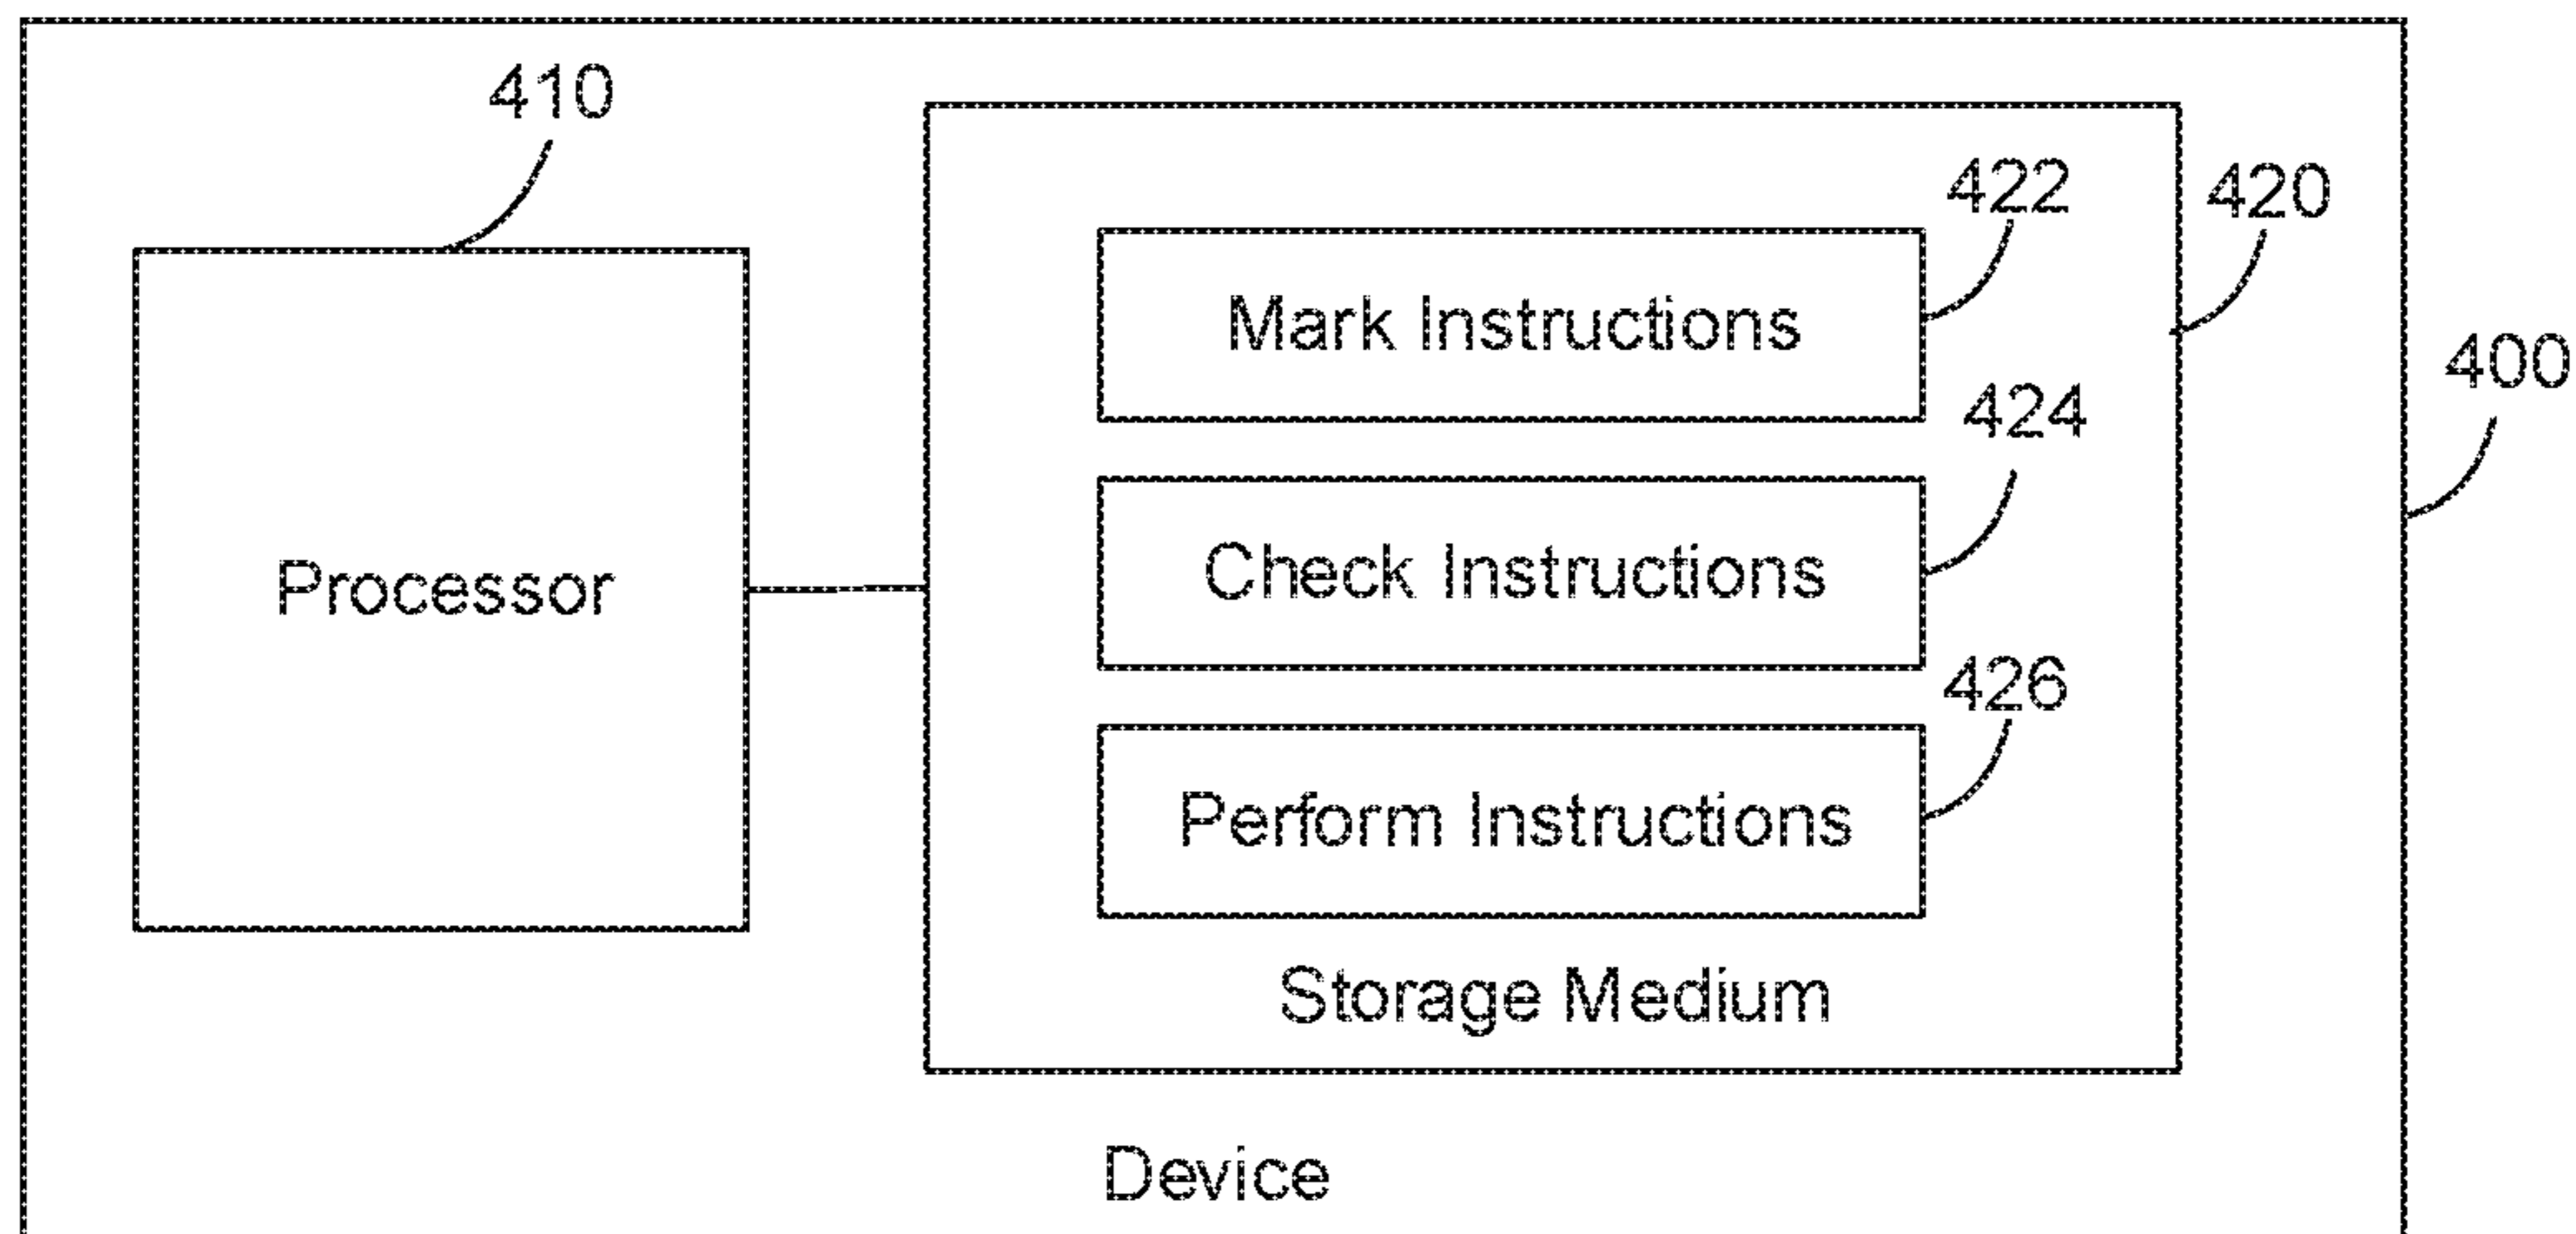 410
422
420
Mark Instructions
400
424
Check Instructions
Processor
426
Perform Instructions
Storage Medium
Device